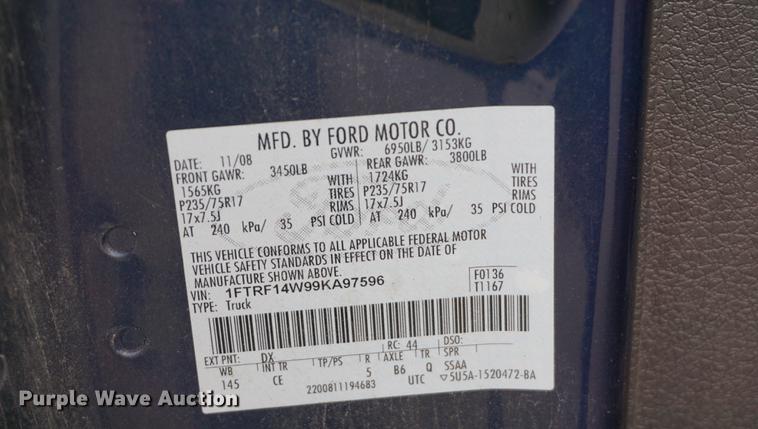 MFD. BY FORD MOTOR CO.
DATE: 11/08 GVWR: 6950LB/ 3153KG
FRONT GAWR: 3450LB REAR GAWR: 3800LB
1565KG WITH 1724KG WITH
P235/75R17 TIRES P235/75R17 TIRES
17x7.5J RIMS 17x7.5J RIMS
AT 240 kPa/ 35 PSI COLD AT 240 kPa/ 35 PSI COLD
THIS VEHICLE CONFORMS TO ALL APPLICABLE FEDERAL MOTOR
VEHICLE SAFETY STANDARDS IN EFFECT ON THE DATE OF
MANUFACTURE SHOWN ABOVE.
VIN: 1FTRF14W99KA97596 F0136
TYPE: Truck T1167
EXT PNT: DX RC: 44 DSO:
WB INT TR TP/PS R AXLE TR SPR
145 CE 5 B6 Q SSAA
2200811194683 UTC ▽5U5A-1520472-BA
Purple Wave Auction